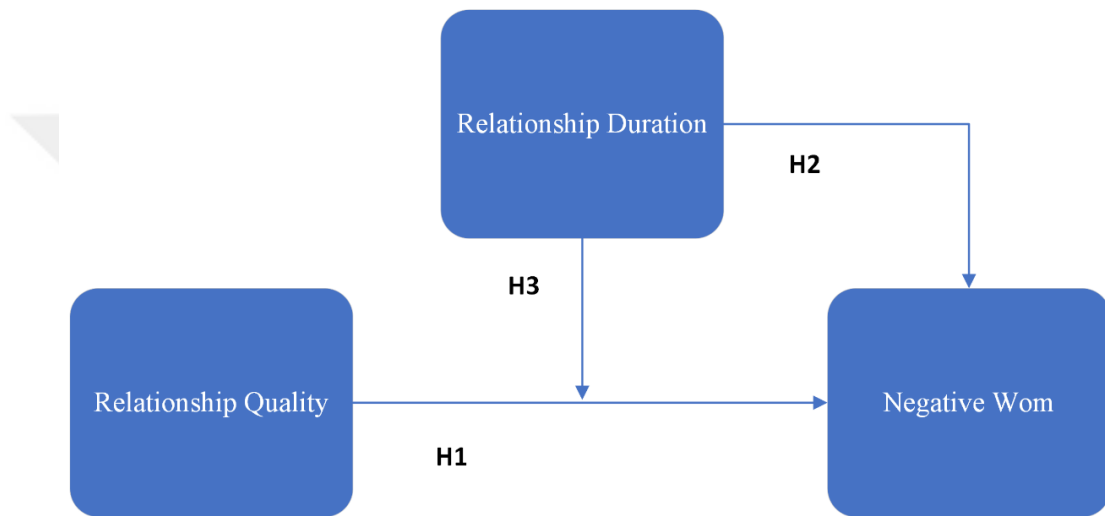 Relationship Duration
H2
H3
Relationship Quality
Negative Wom
H1